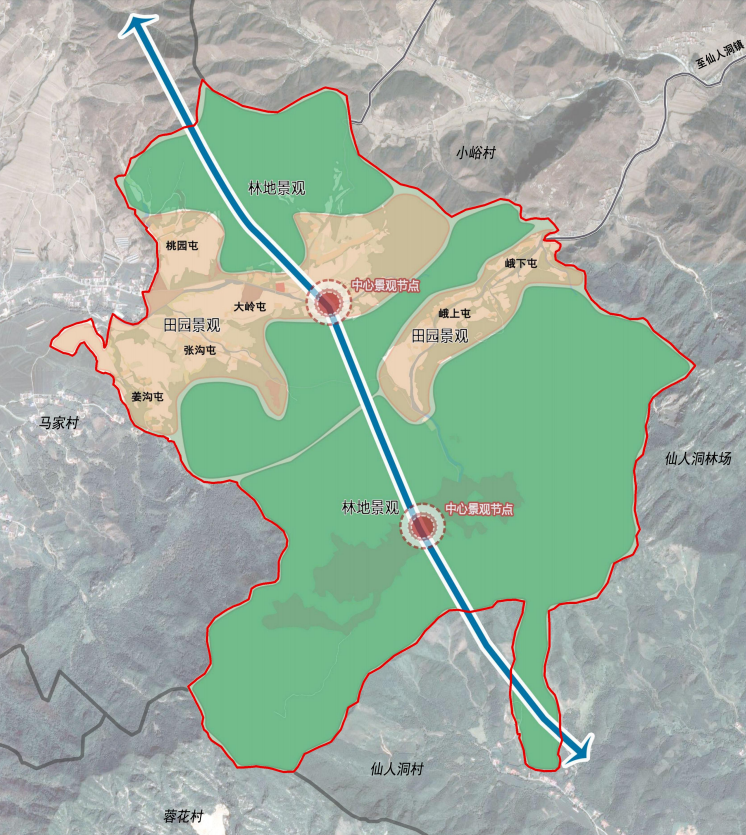 至仙人洞镇
小峪村
林地景观
桃园屯
峨下屯
中心景观节点
大岭屯
峨上屯
田园景观
田园景观
张沟屯
姜沟屯
马家村
仙人洞林场
林地景观
中心景观节点
仙人洞村
蓉花村